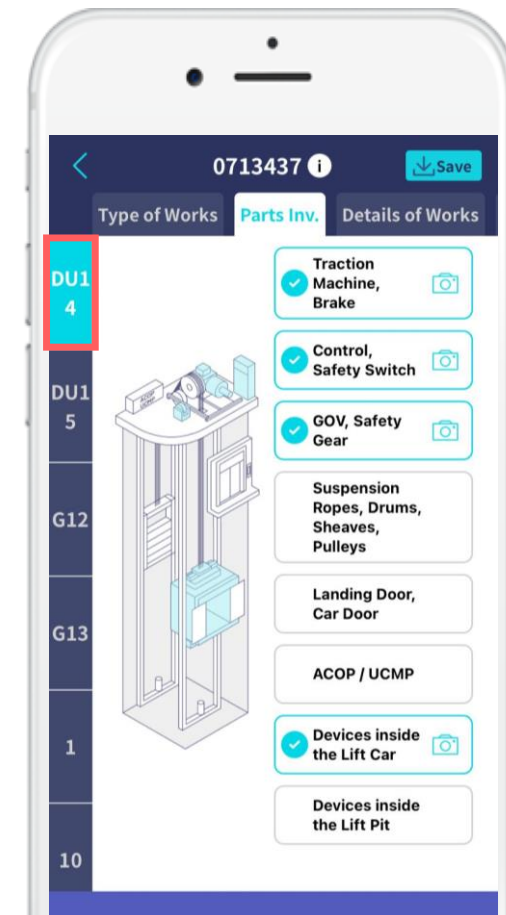 0713437 i
Save
Type of Works
Parts Inv.
Details of Works
DU1
4
DU1
5
G12
G13
1
10
ACOP
UCMP
Traction
Machine,
Brake
Control,
Safety Switch
GOV, Safety
Gear
Suspension
Ropes, Drums,
Sheaves,
Pulleys
Landing Door,
Car Door
ACOP / UCMP
Devices inside
the Lift Car
Devices inside
the Lift Pit